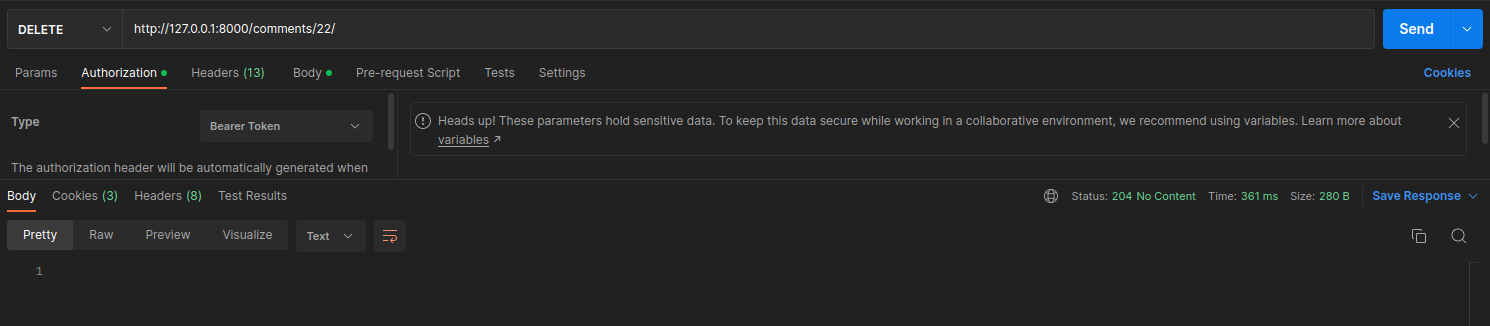 DELETE http://127.0.0.1:8000/comments/22/ Send
Params Authorization Headers (13) Body Pre-request Script Tests Settings Cookies
Type Bearer Token
Heads up! These parameters hold sensitive data. To keep this data secure while working in a collaborative environment, we recommend using variables. Learn more about
variables ↗
The authorization header will be automatically generated when
Body Cookies (3) Headers (8) Test Results Status: 204 No Content Time: 361 ms Size: 280 B Save Response
Pretty Raw Preview Visualize Text
1